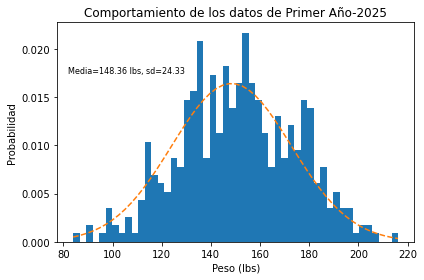 Comportamiento de los datos de Primer Año-2025
Probabilidad
0.020
0.015
0.010
0.005
0.000
Media=148.36 lbs, sd=24.33
80 100 120 140 160 180 200 220
Peso (lbs)